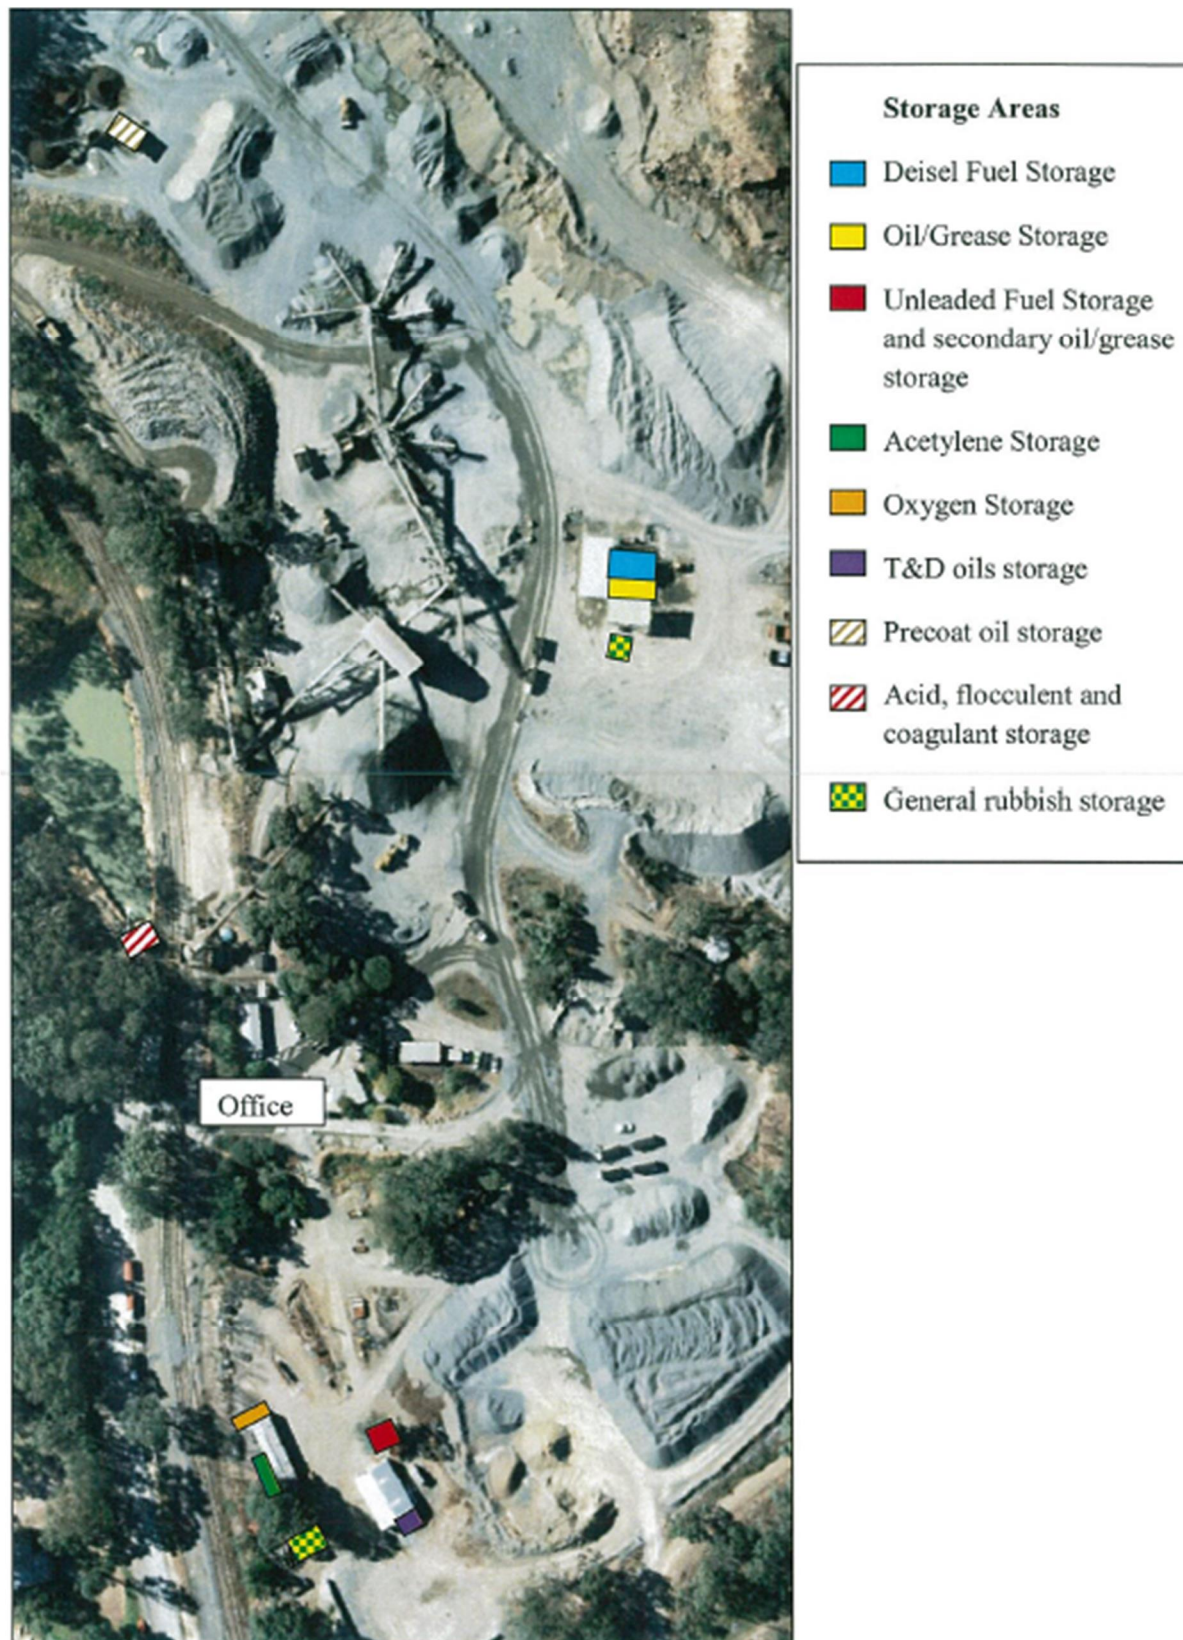 Storage Areas
Deisel Fuel Storage
Oil/Grease Storage
Unleaded Fuel Storage
and secondary oil/grease
storage
Acetylene Storage
Oxygen Storage
T&D oils storage
Precoat oil storage
Acid, flocculent and
coagulant storage
General rubbish storage
Office